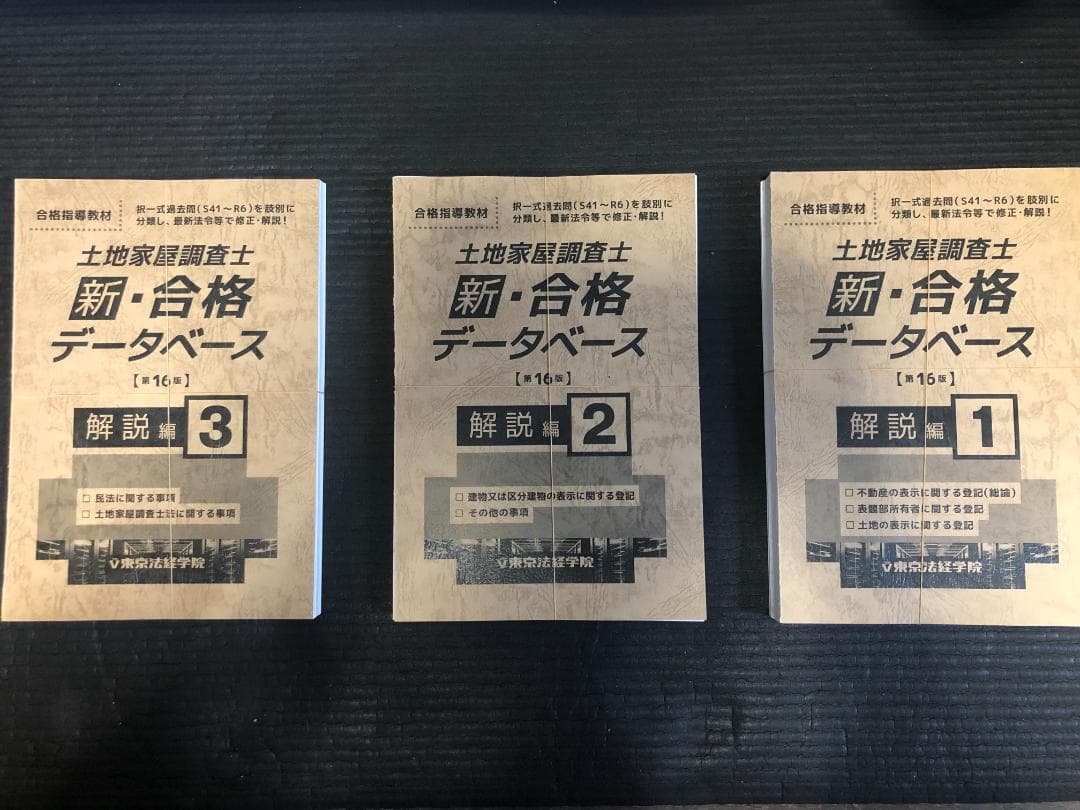 合格指導教材
択一式過去問(S41～R6)を肢別に
分類し、最新法令等で修正・解説!
土地家屋調査士
新・合格
データベース
【第16版】
解説編 3
□ 民法に関する事項
□ 土地家屋調査士法に関する事項
V東京法経学院
合格指導教材
択一式過去問(S41～R6)を肢別に
分類し、最新法令等で修正・解説!
土地家屋調査士
新・合格
データベース
【第16版】
解説編 2
□ 建物又は区分建物の表示に関する登記
□ その他の事項
V東京法経学院
合格指導教材
択一式過去問(S41～R6)を肢別に
分類し、最新法令等で修正・解説!
土地家屋調査士
新・合格
データベース
【第16版】
解説編 1
□ 不動産の表示に関する登記(総論)
□ 表題部所有者に関する登記
□ 土地の表示に関する登記
V東京法経学院